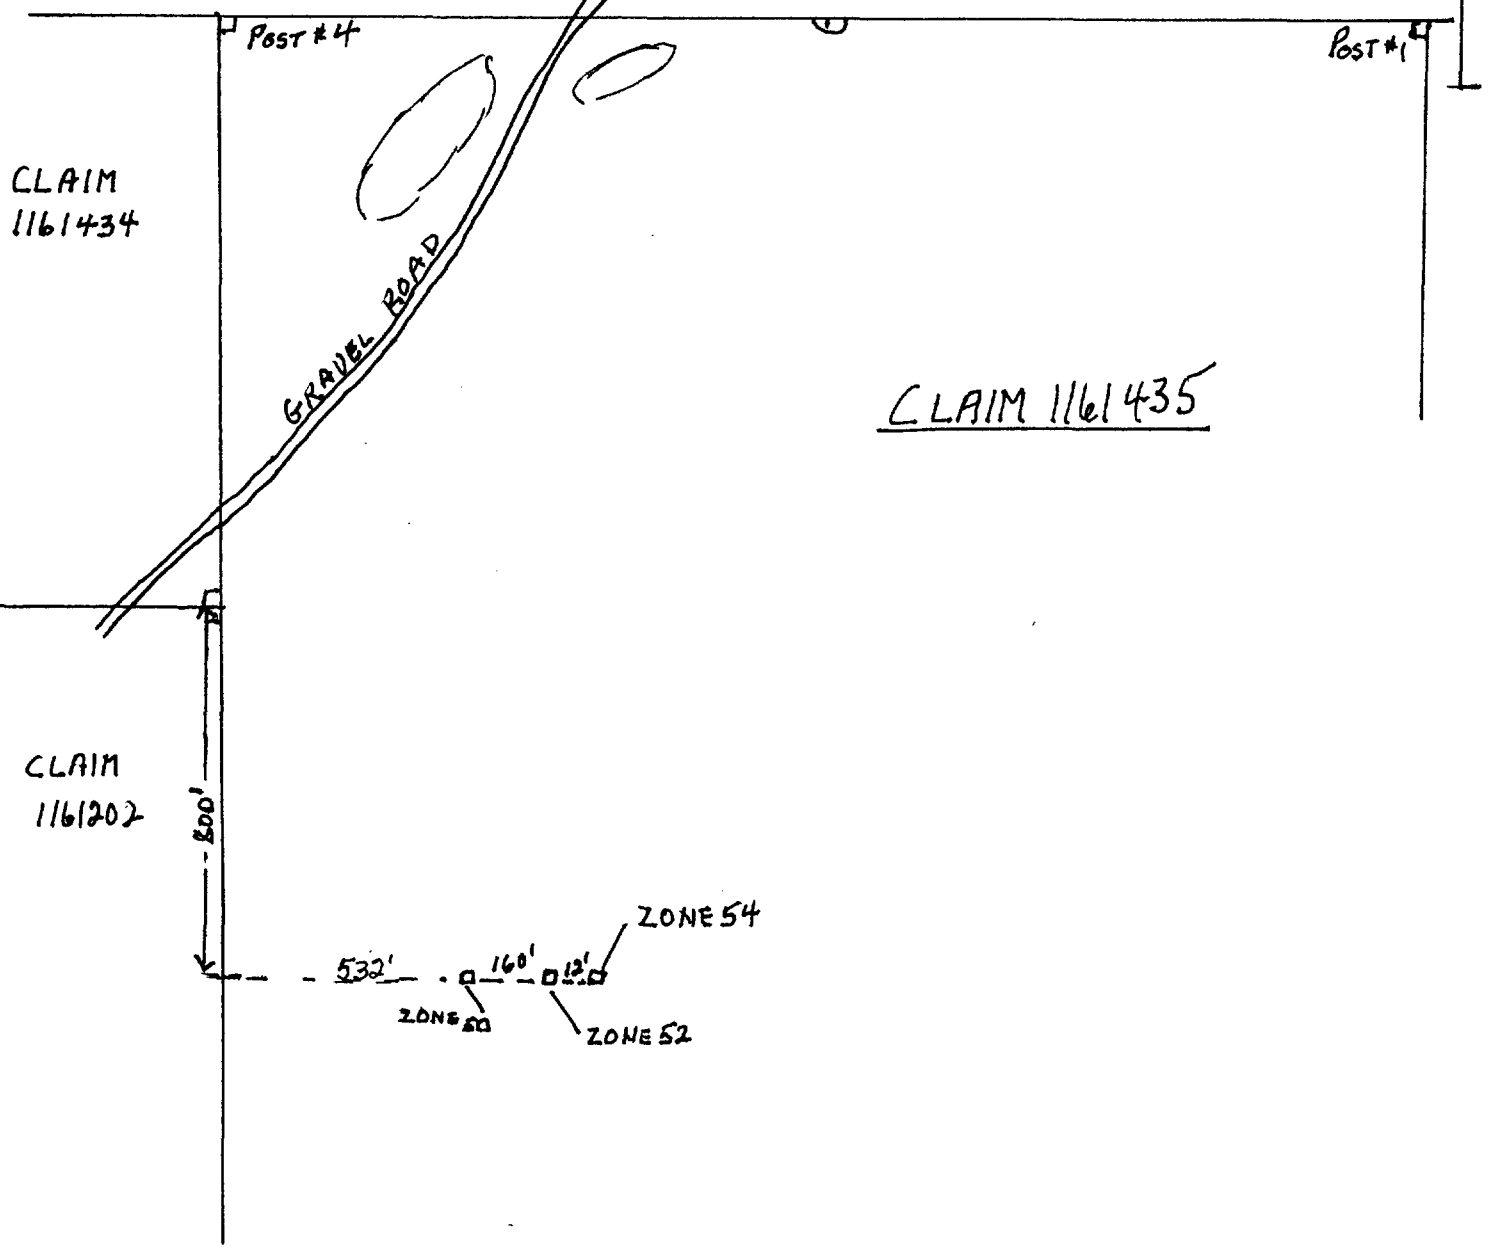 POST #4
POST #1
CLAIM
1161434
GRAVEL ROAD
CLAIM 1161435
CLAIM
1161202
800'
ZONE 54
532'
160'
12'
ZONE 50
ZONE 52